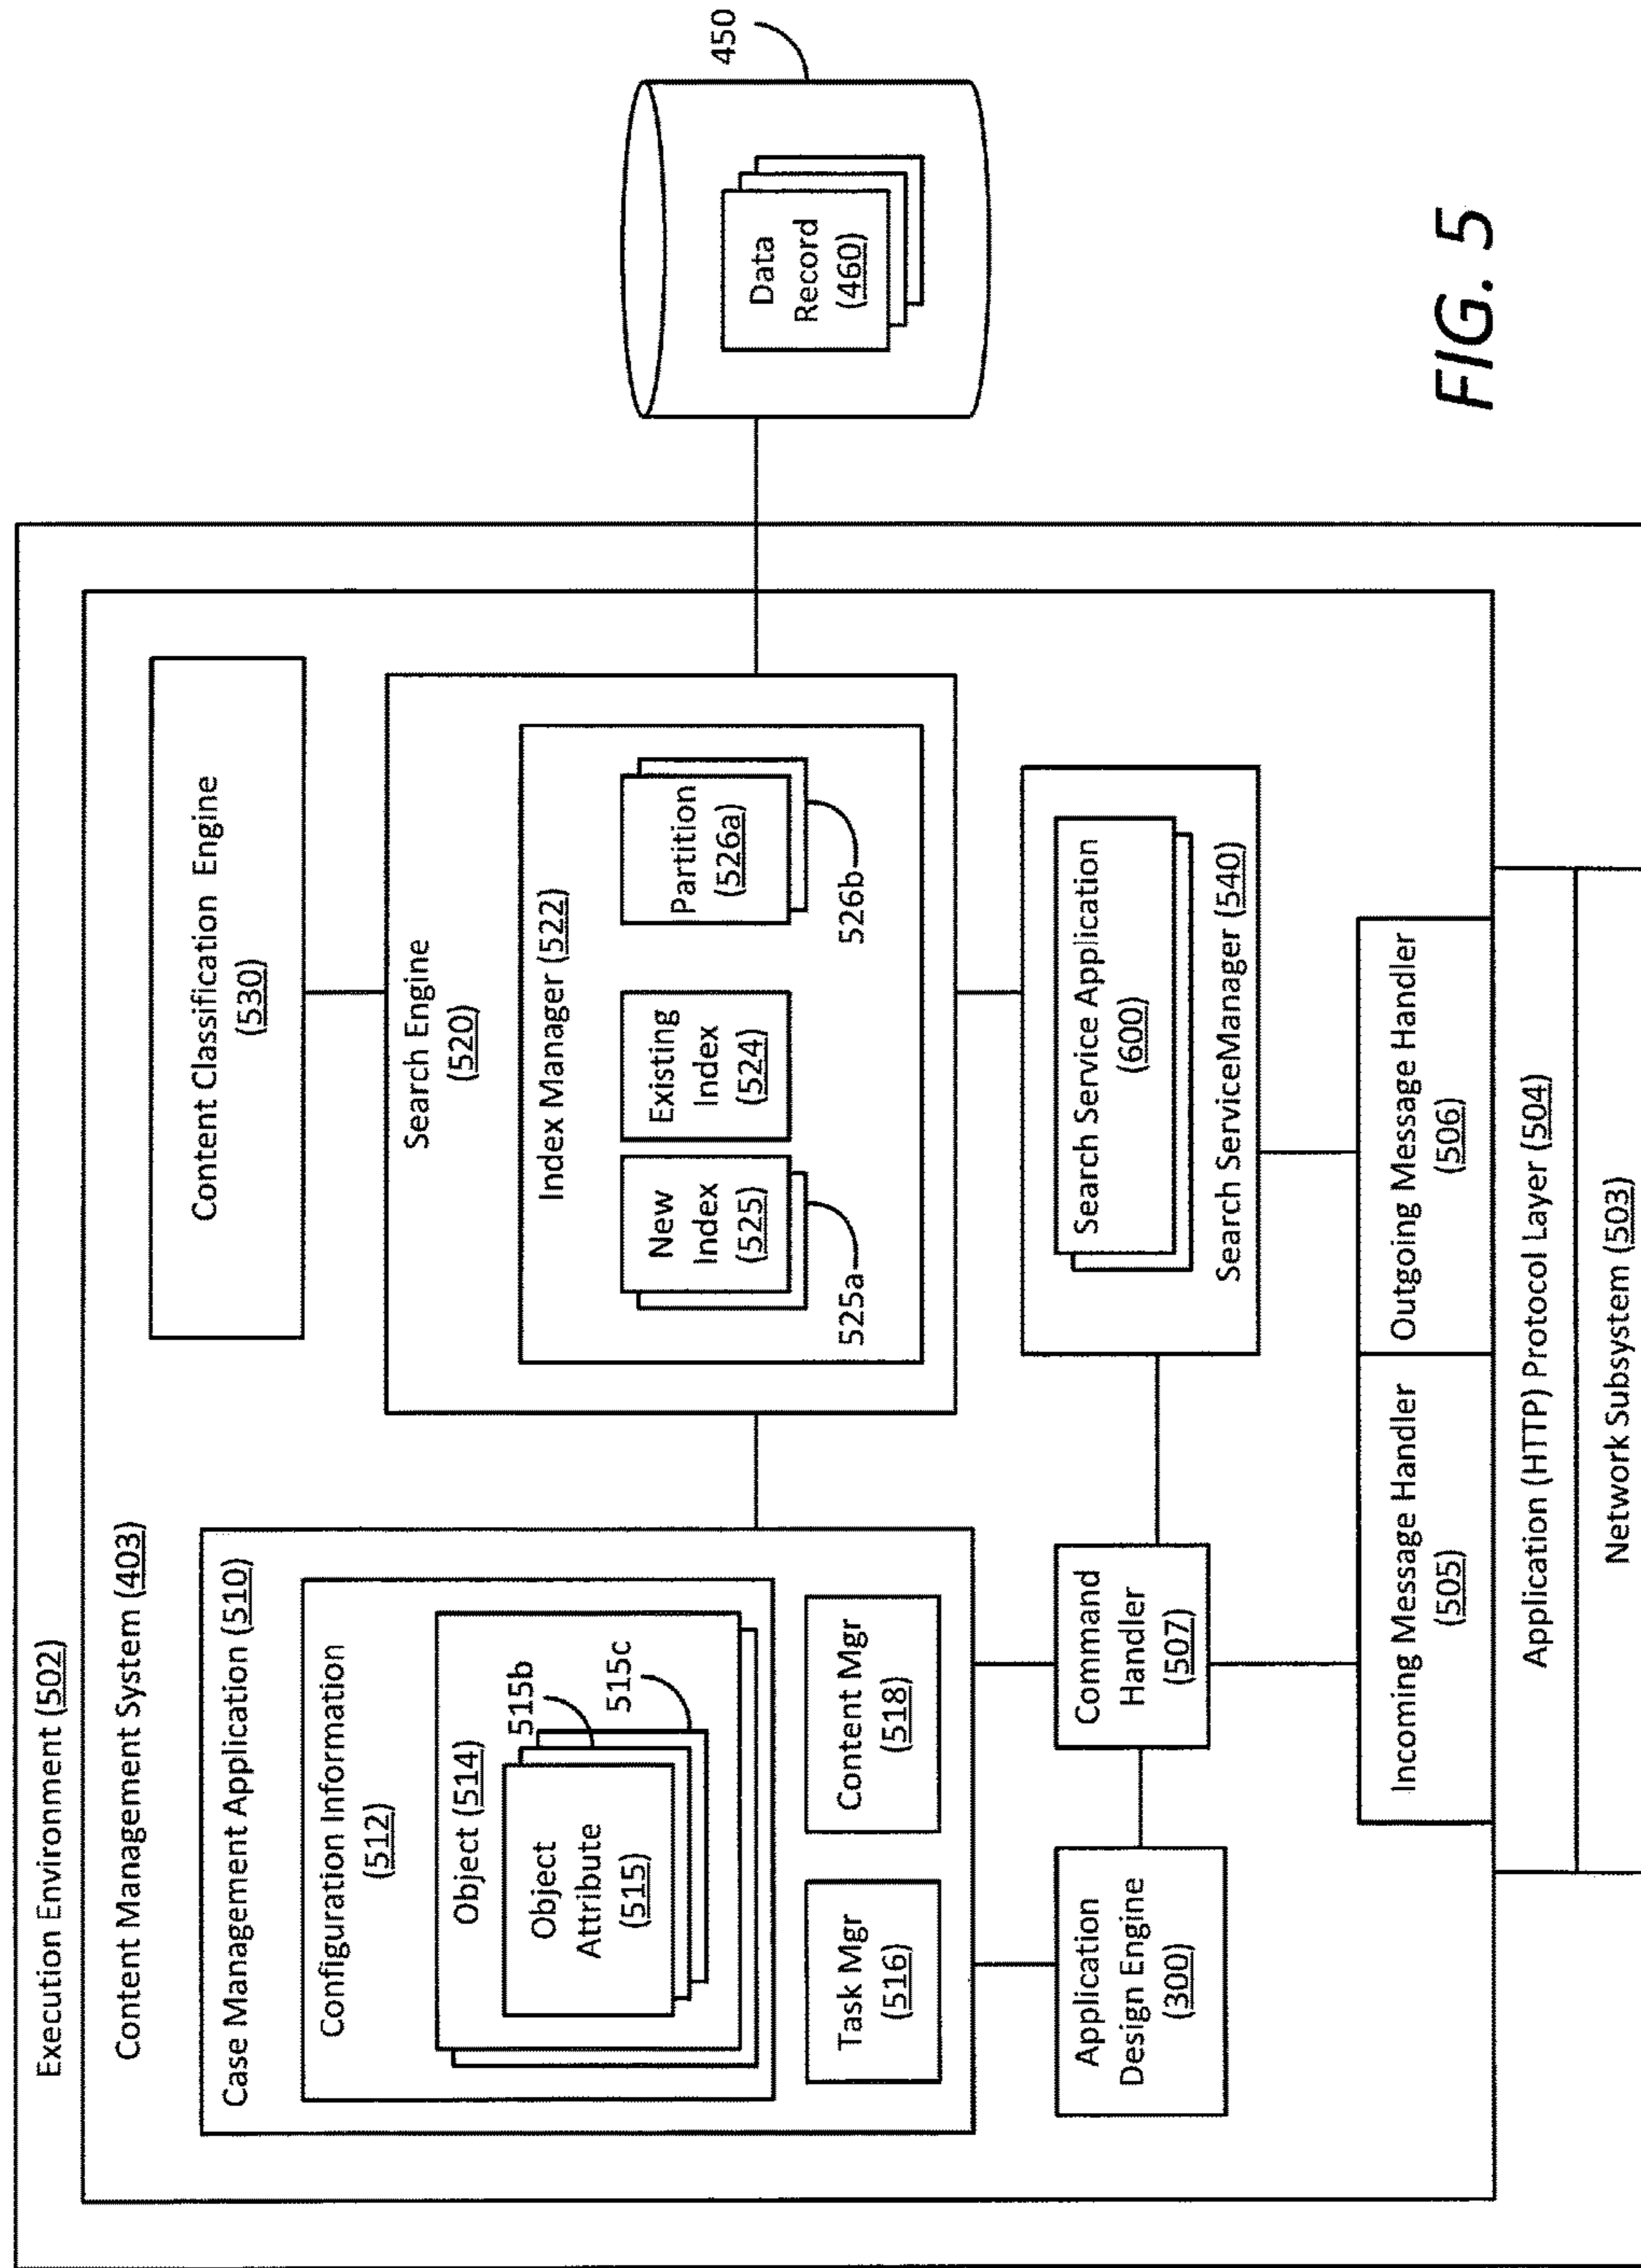 Execution Environment (502)
Content Management System (403)
Case Management Application (510)
Configuration Information
(512)
Object (514)
515b
515c
Object
Attribute
(515)
Task Mgr
(516)
Content Mgr
(518)
Content Classification Engine
(530)
Search Engine
(520)
Index Manager (522)
New
Index
(525)
525a
Existing
Index
(524)
Partition
(526a)
526b
450
Data
Record
(460)
Application
Design Engine
(300)
Command
Handler
(507)
Search Service Application
(600)
Search ServiceManager (540)
Incoming Message Handler
(505)
Outgoing Message Handler
(506)
Application (HTTP) Protocol Layer (504)
Network Subsystem (503)
FIG. 5